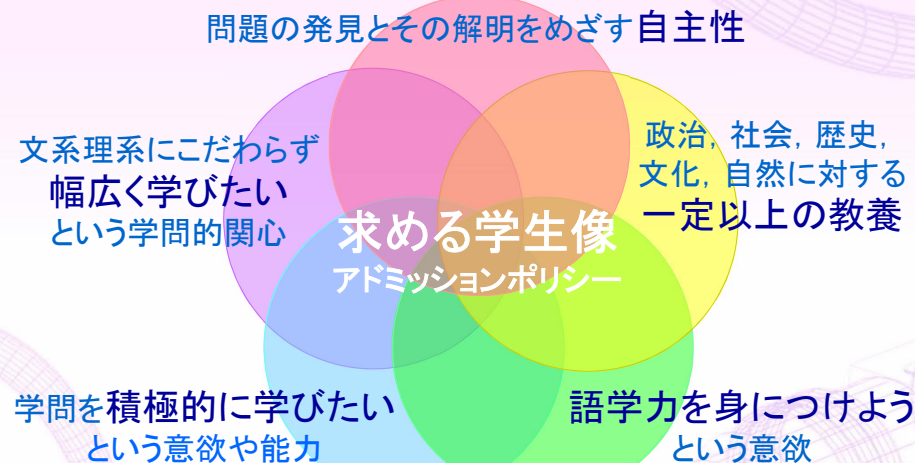 問題の発見とその解明をめざす自主性
文系理系にこだわらず
幅広く学びたい
という学問的関心
政治, 社会, 歴史,
文化, 自然に対する
一定以上の教養
求める学生像
アドミッションポリシー
学問を積極的に学びたい
という意欲や能力
語学力を身につけよう
という意欲